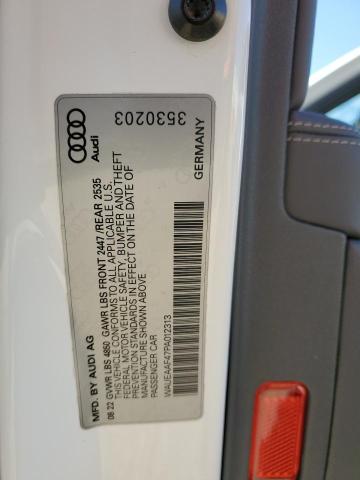 Audi
3530203
MFD. BY AUDI AG
GERMANY
08 22 GVWR LBS 4850 GAWR LBS FRONT 2447/REAR 2535
THIS VEHICLE CONFORMS TO ALL APPLICABLE U.S.
FEDERAL MOTOR VEHICLE SAFETY, BUMPER AND THEFT
PREVENTION STANDARDS IN EFFECT ON THE DATE OF
MANUFACTURE SHOWN ABOVE
PASSENGER CAR
WAUEAAF47PA012313